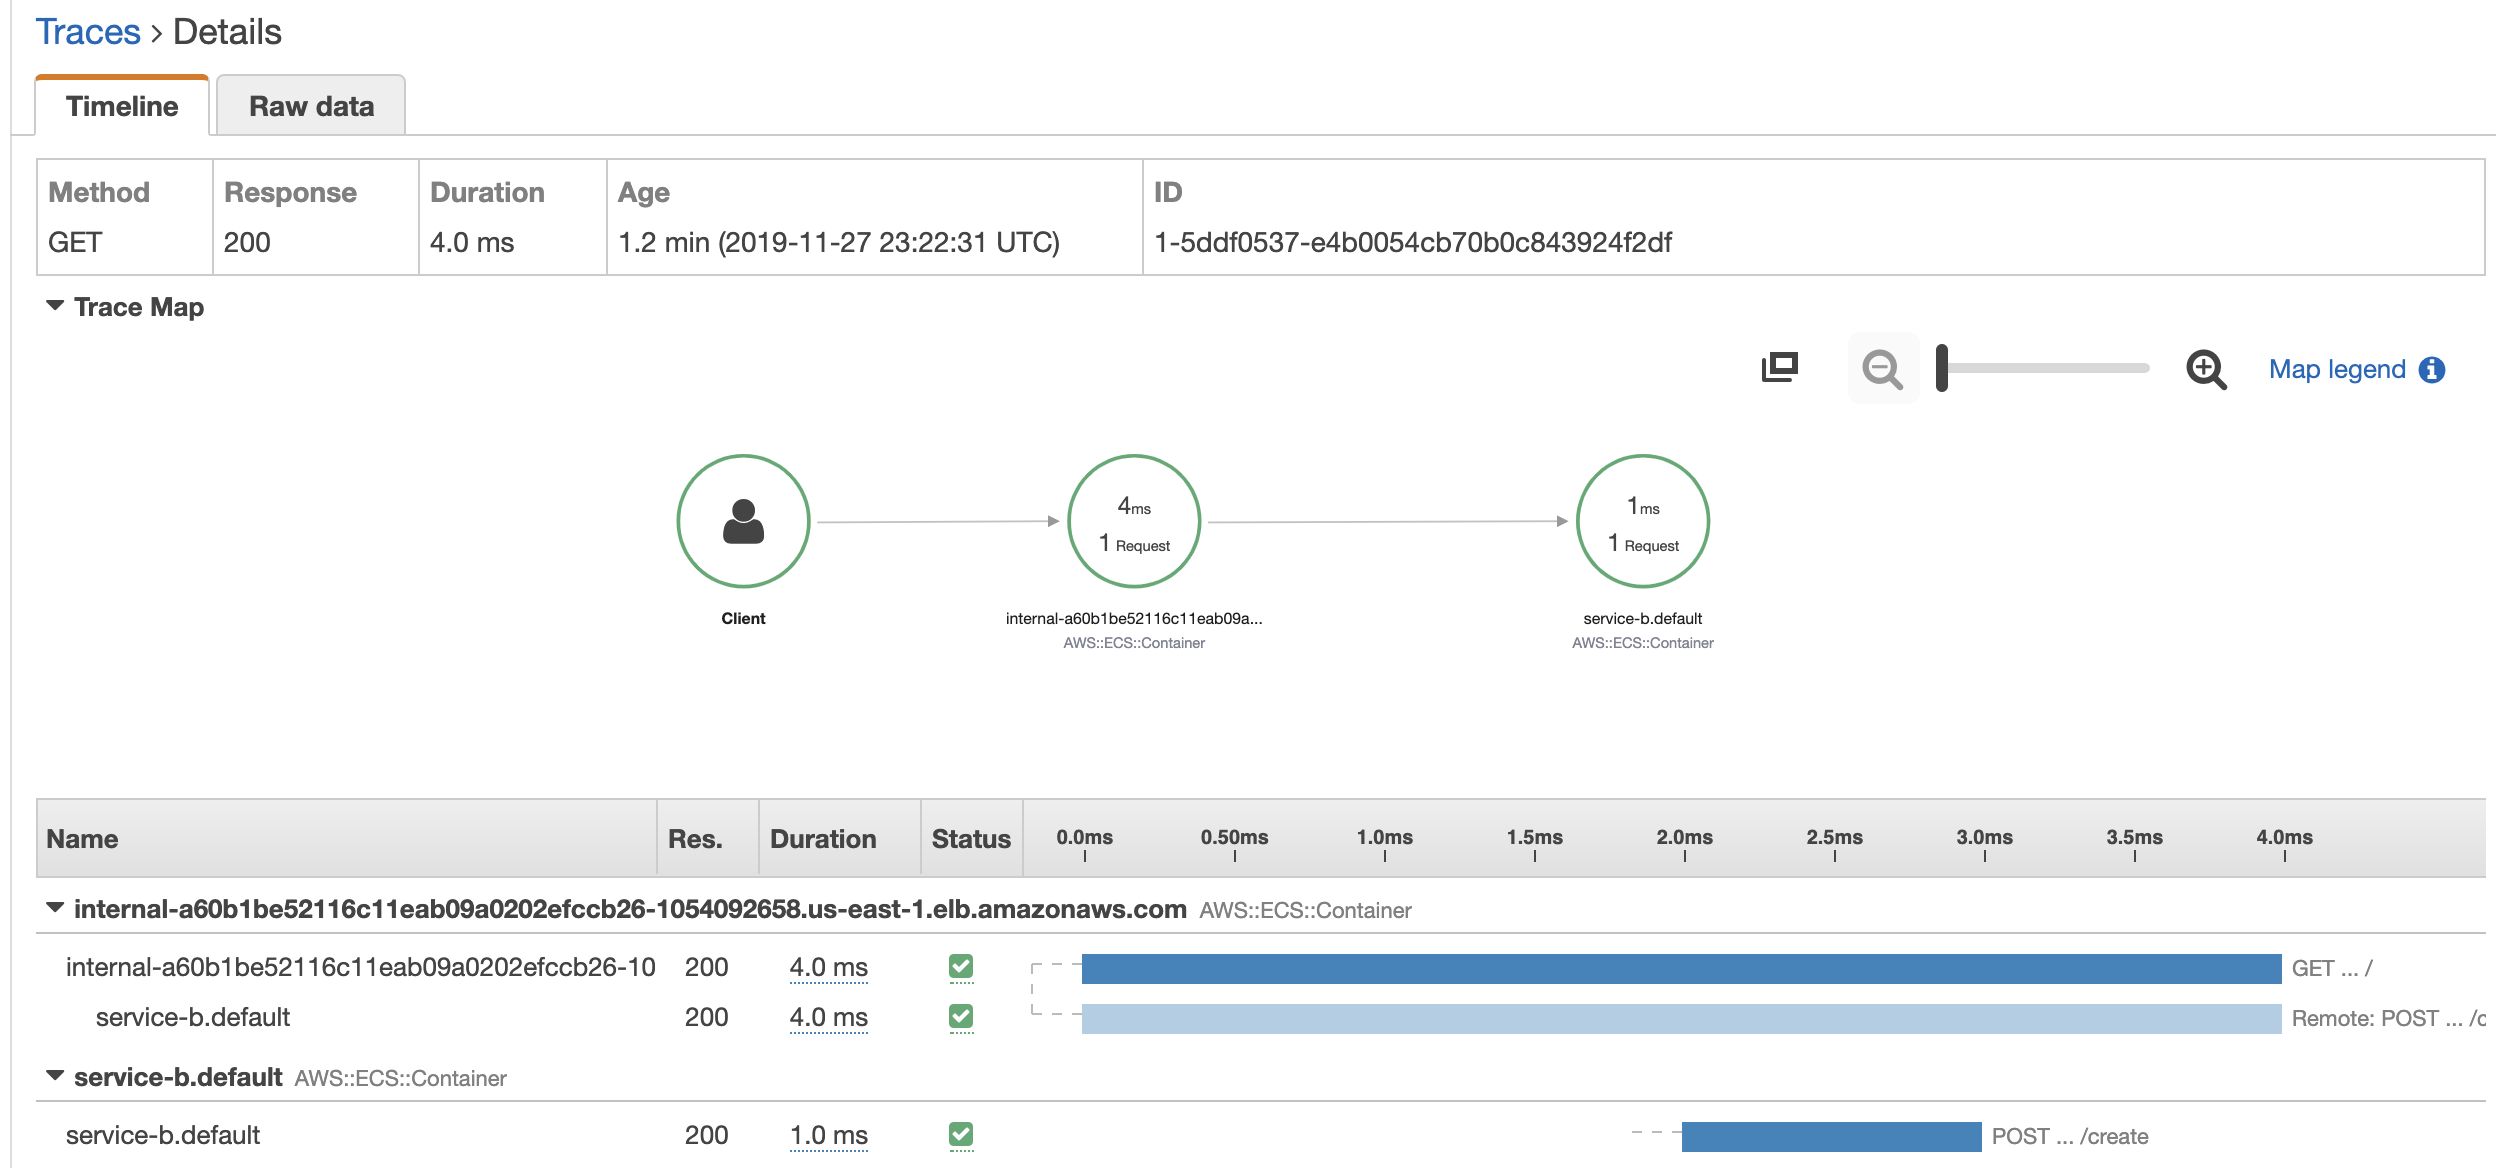 Traces > Details
Timeline Raw data
Method Response Duration Age ID
GET 200 4.0 ms 1.2 min (2019-11-27 23:22:31 UTC) 1-5ddf0537-e4b0054cb70b0c843924f2df
Trace Map
Map legend
4ms 1ms
1 Request 1 Request
Client internal-a60b1be52116c11eab09a... service-b.default
AWS::ECS::Container AWS::ECS::Container
Name Res. Duration Status 0.0ms 0.50ms 1.0ms 1.5ms 2.0ms 2.5ms 3.0ms 3.5ms 4.0ms
internal-a60b1be52116c11eab09a0202efccb26-1054092658.us-east-1.elb.amazonaws.com AWS::ECS::Container
internal-a60b1be52116c11eab09a0202efccb26-10 200 4.0 ms GET ... /
service-b.default 200 4.0 ms Remote: POST ... /c
service-b.default AWS::ECS::Container
service-b.default 200 1.0 ms POST ... /create